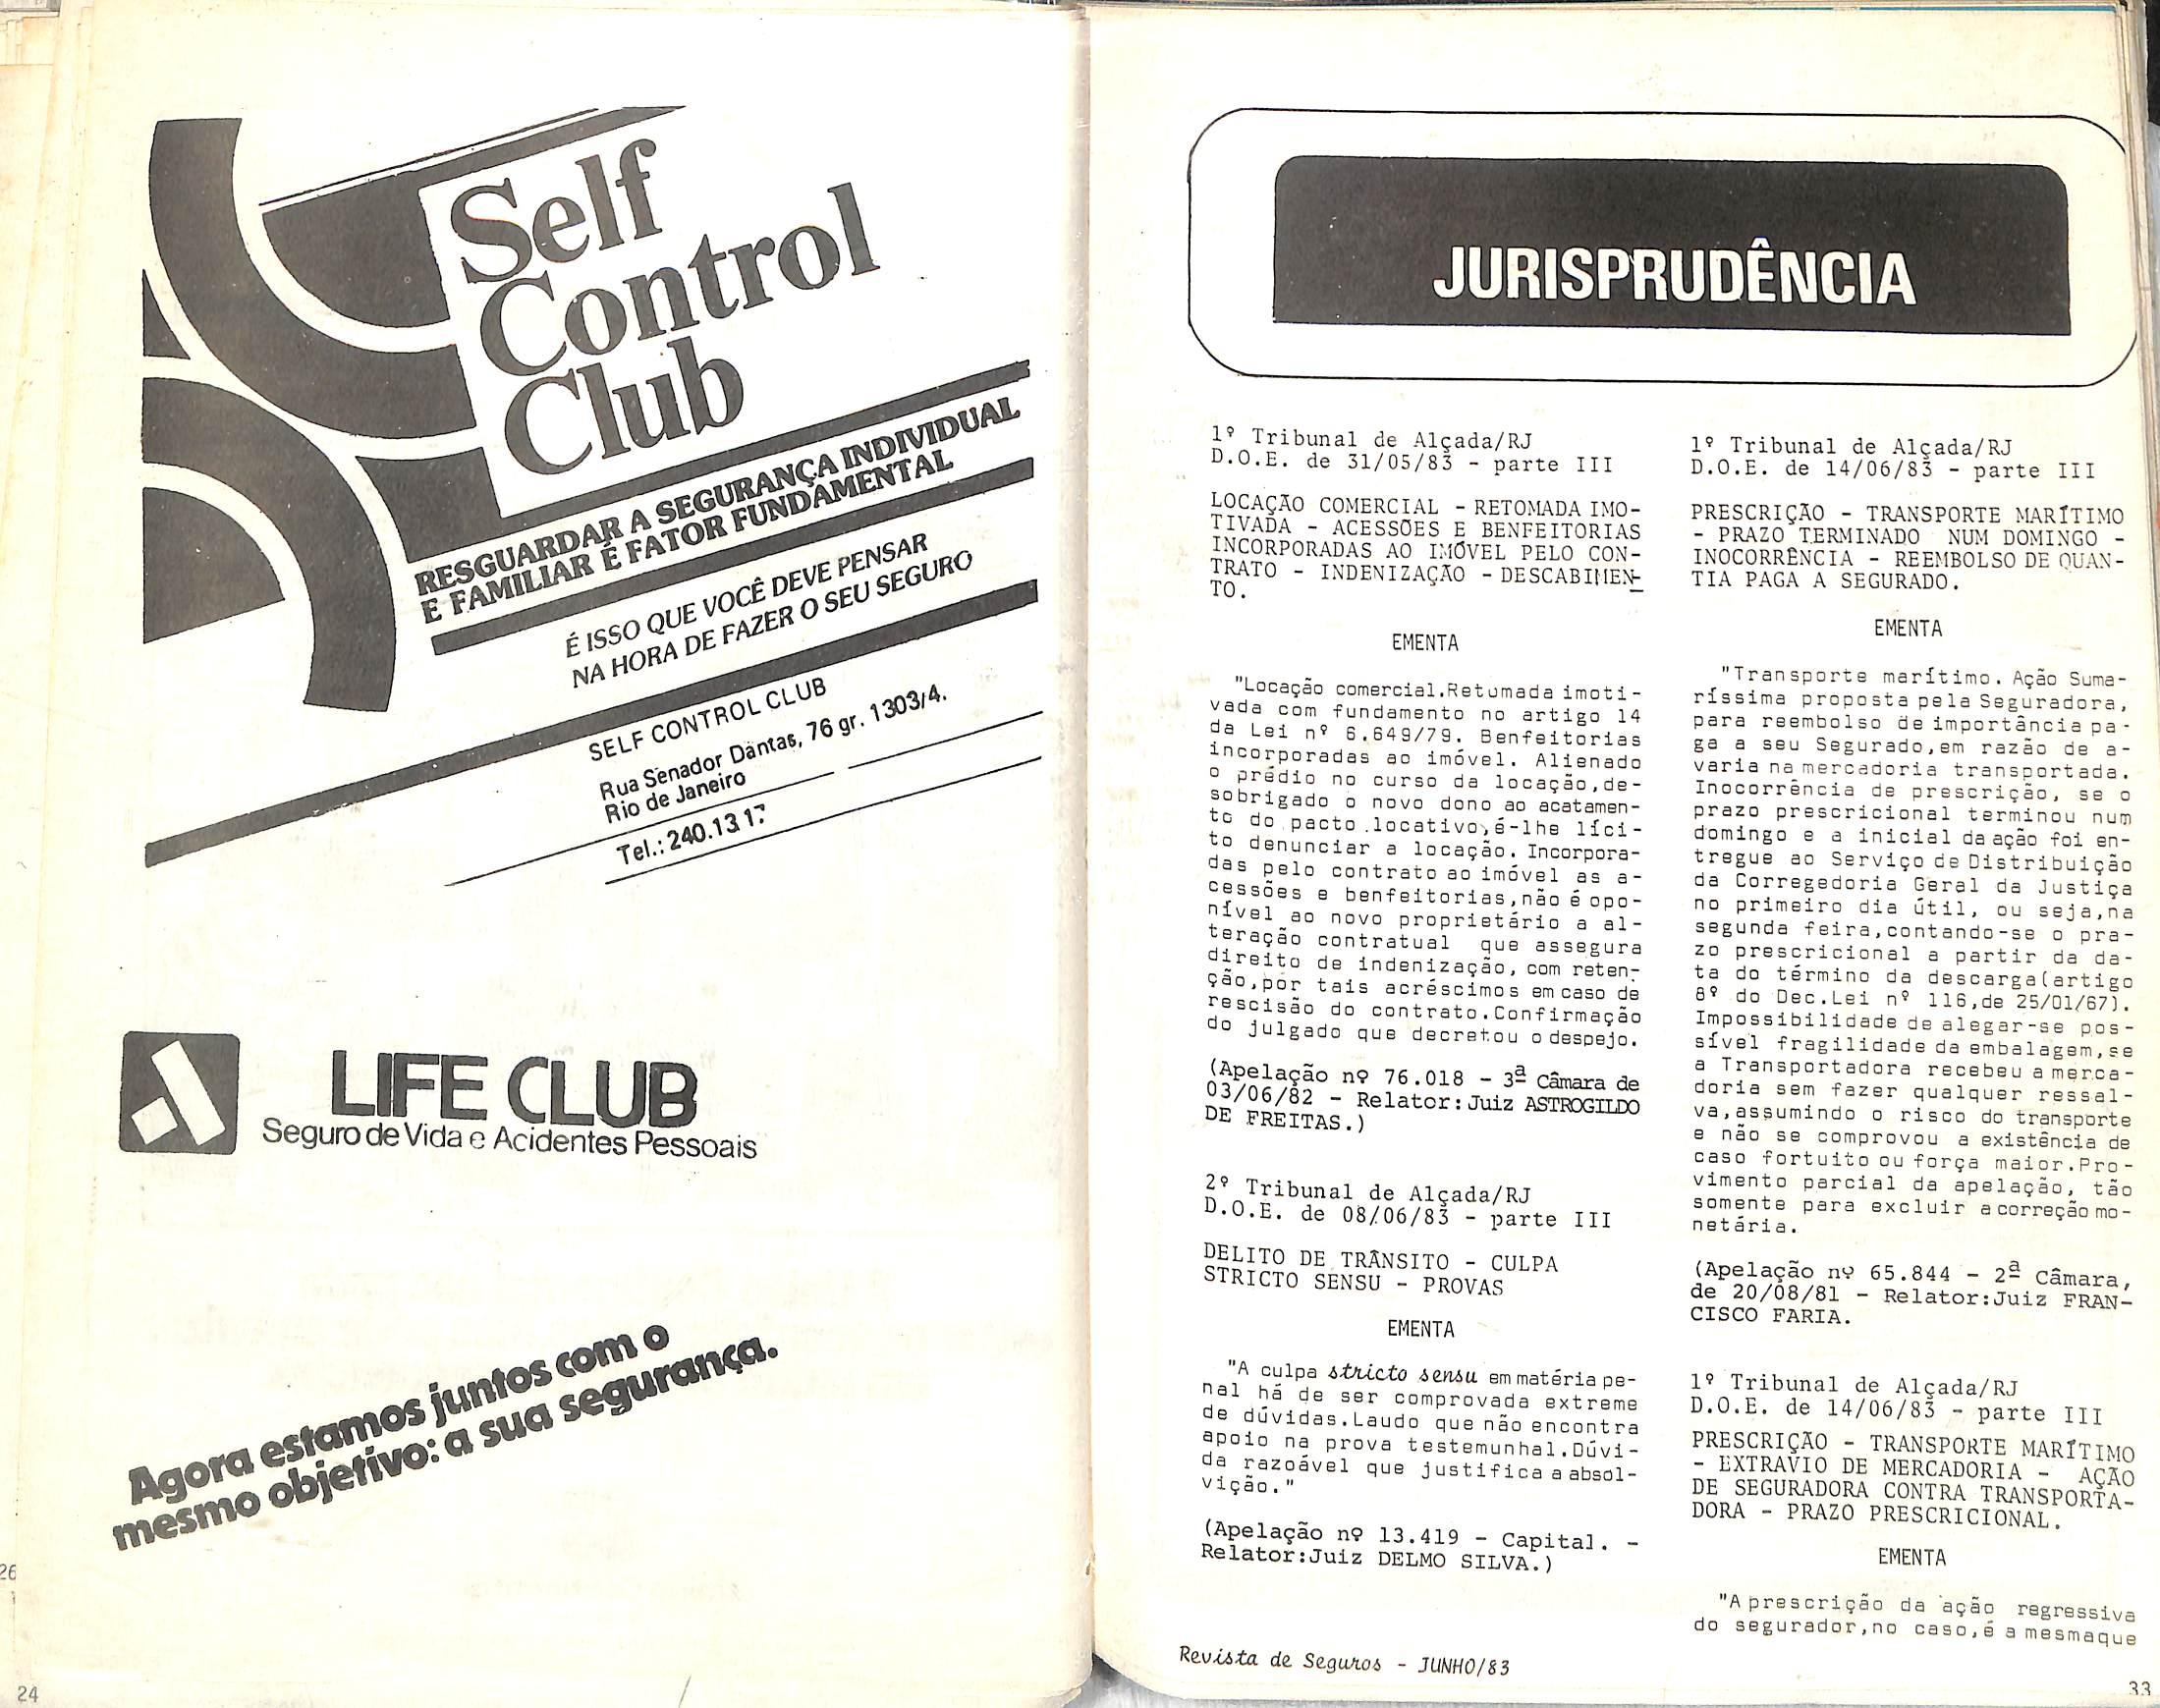 Self
Control
Club
RESGUARDAR A SEGURANÇA INDIVIDUAL
E FAMILIAR É FATOR FUNDAMENTAL
É ISSO QUE VOCÊ DEVE PENSAR
NA HORA DE FAZER O SEU SEGURO
SELF CONTROL CLUB
Rua Senador Dantas, 76 gr. 1303/4.
Rio de Janeiro
Tel.: 240.13.17
LIFE CLUB
Seguro de Vida e Acidentes Pessoais
Agora estamos juntos com o
mesmo objetivo: a sua segurança.
26
24
JURISPRUDÊNCIA
1º Tribunal de Alçada/RJ
D.O.E. de 31/05/83 - parte III
LOCAÇÃO COMERCIAL - RETOMADA IMO-
TIVADA - ACESSÕES E BENFEITORIAS
INCORPORADAS AO IMÓVEL PELO CON-
TRATO - INDENIZAÇÃO - DESCABIMEN-
TO.
EMENTA
"Locação comercial.Retomada imoti-
vada com fundamento no artigo 14
da Lei nº 6.649/79. Benfeitorias
incorporadas ao imóvel. Alienado
o prédio no curso da locação,de-
sobrigado o novo dono ao acatamen-
to do pacto locativo,é-lhe líci-
to denunciar a locação. Incorpora-
das pelo contrato ao imóvel as a-
cessões e benfeitorias,não é opo-
nível ao novo proprietário a al-
teração contratual que assegura
direito de indenização, com reten-
ção,por tais acréscimos em caso de
rescisão do contrato.Confirmação
do julgado que decretou o despejo.
(Apelação nº 76.018 - 3ª Câmara de
03/06/82 - Relator:Juiz ASTROGILDO
DE FREITAS.)
2º Tribunal de Alçada/RJ
D.O.E. de 08/06/83 - parte III
DELITO DE TRÂNSITO - CULPA
STRICTO SENSU - PROVAS
EMENTA
"A culpa stricto sensu em matéria pe-
nal há de ser comprovada extreme
de dúvidas.Laudo que não encontra
apoio na prova testemunhal.Dúvi-
da razoável que justifica a absol-
vição."
(Apelação nº 13.419 - Capital. -
Relator:Juiz DELMO SILVA.)
1º Tribunal de Alçada/RJ
D.O.E. de 14/06/83 - parte III
PRESCRIÇÃO - TRANSPORTE MARÍTIMO
- PRAZO TERMINADO NUM DOMINGO -
INOCORRÊNCIA - REEMBOLSO DE QUAN-
TIA PAGA A SEGURADO.
EMENTA
"Transporte marítimo. Ação Suma-
ríssima proposta pela Seguradora,
para reembolso de importância pa-
ga a seu Segurado,em razão de a-
varia na mercadoria transportada.
Inocorrência de prescrição, se o
prazo prescricional terminou num
domingo e a inicial da ação foi en-
tregue ao Serviço de Distribuição
da Corregedoria Geral da Justiça
no primeiro dia útil, ou seja,na
segunda feira,contando-se o pra-
zo prescricional a partir da da-
ta do término da descarga(artigo
8º do Dec.Lei nº 116,de 25/01/67).
Impossibilidade de alegar-se pos-
sível fragilidade da embalagem,se
a Transportadora recebeu a merca-
doria sem fazer qualquer ressal-
va,assumindo o risco do transporte
e não se comprovou a existência de
caso fortuito ou força maior.Pro-
vimento parcial da apelação, tão
somente para excluir a correção mo-
netária.
(Apelação nº 65.844 - 2ª Câmara,
de 20/08/81 - Relator:Juiz FRAN-
CISCO FARIA.
1º Tribunal de Alçada/RJ
D.O.E. de 14/06/83 - parte III
PRESCRIÇÃO - TRANSPORTE MARÍTIMO
- EXTRAVIO DE MERCADORIA - AÇÃO
DE SEGURADORA CONTRA TRANSPORTA-
DORA - PRAZO PRESCRICIONAL.
EMENTA
"A prescrição da ação regressiva
do segurador,no caso,é a mesma que
Revista de Seguros - JUNHO/83
33